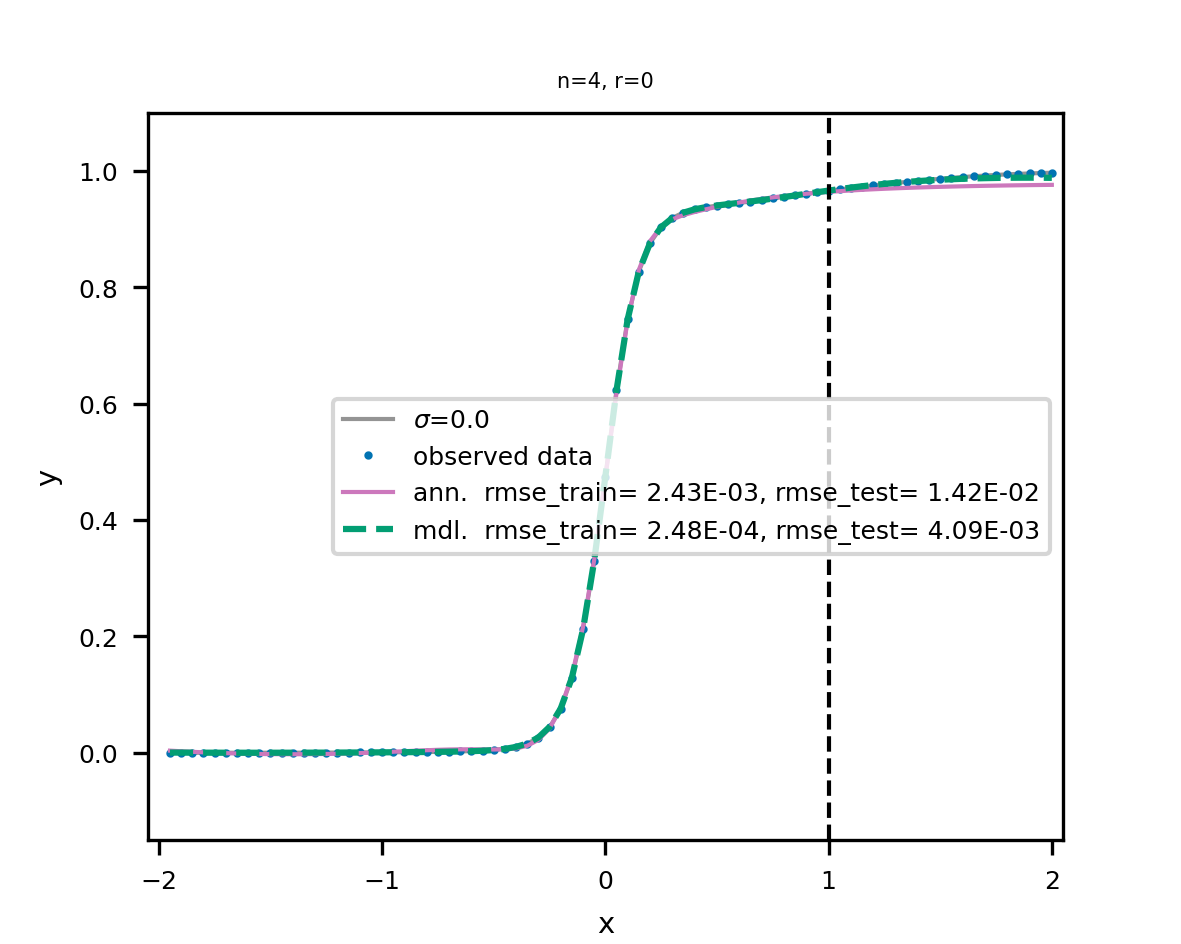 n=4, r=0
1.0
0.8
0.6
0.4
0.2
0.0
y
σ=0.0
observed data
ann. rmse_train= 2.43E-03, rmse_test= 1.42E-02
mdl. rmse_train= 2.48E-04, rmse_test= 4.09E-03
−2 −1 0 1 2
x